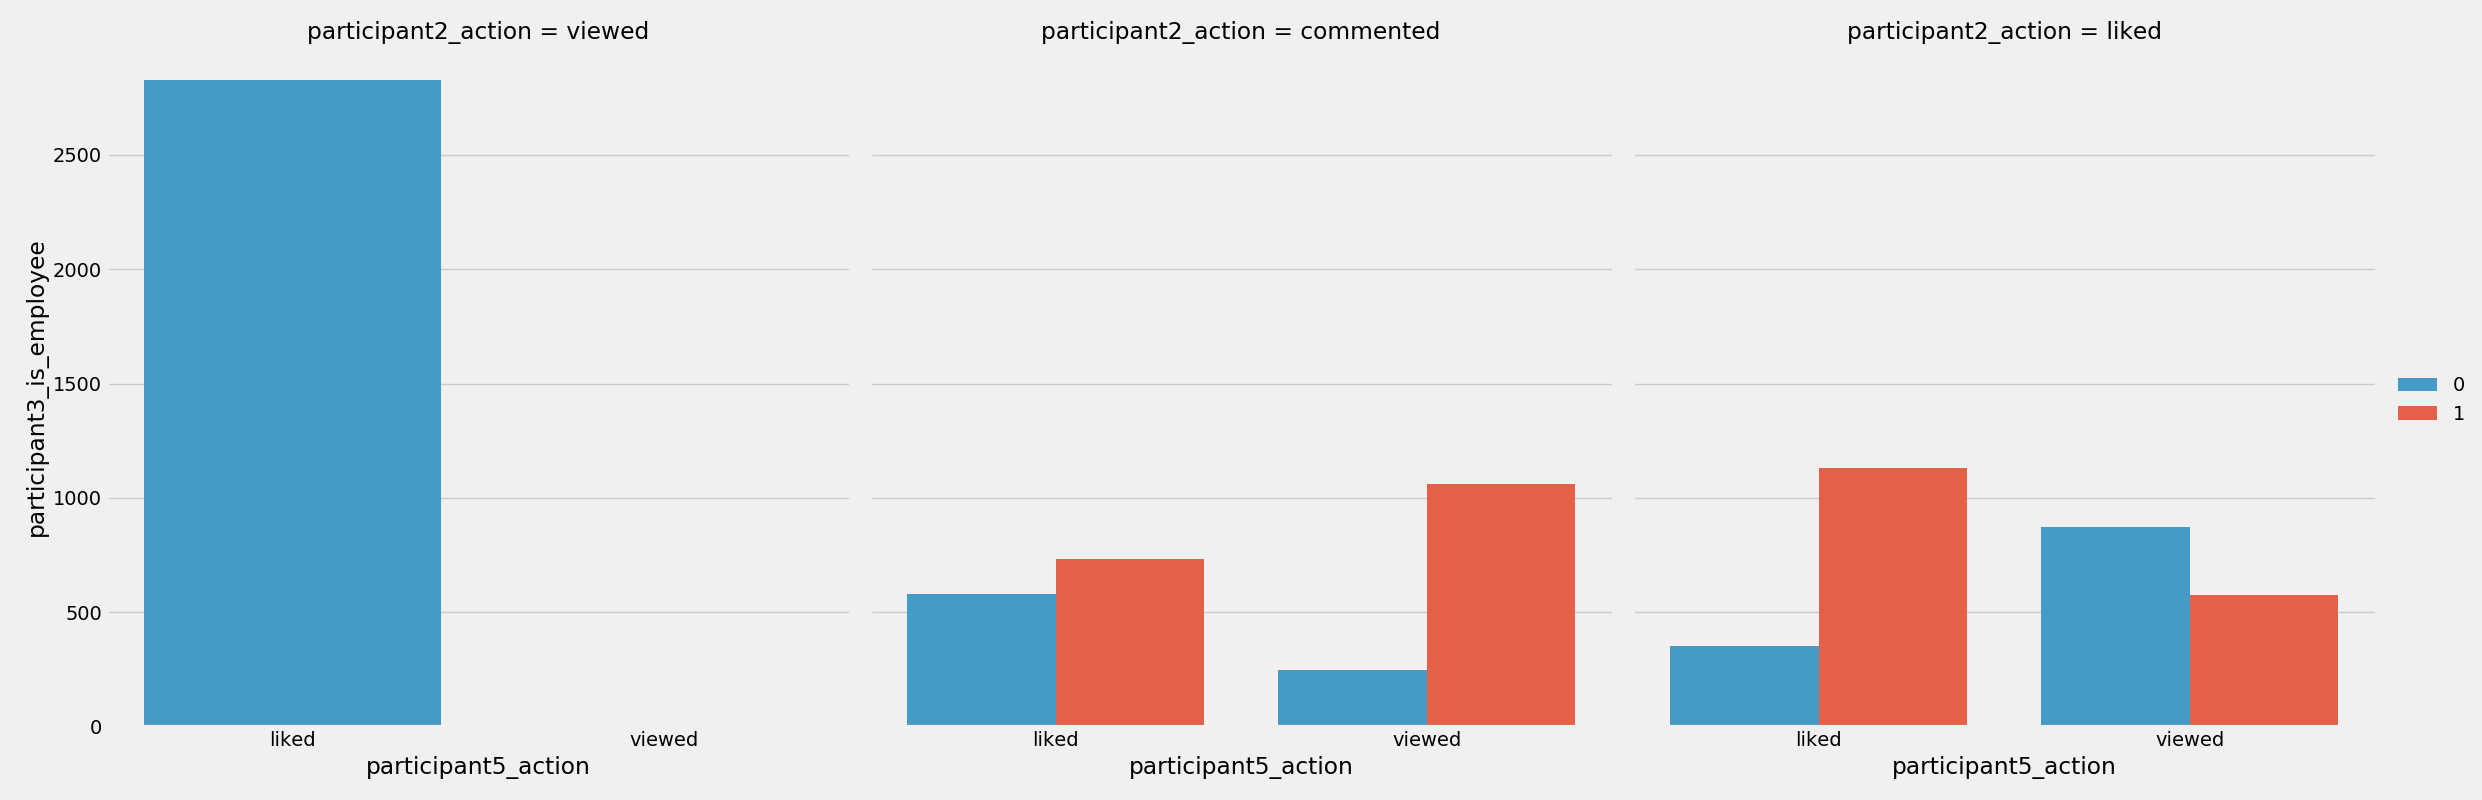 participant2_action = viewed
participant2_action = commented
participant2_action = liked
participant3_is_employee
2500
2000
1500
1000
500
0
liked
viewed
liked
viewed
liked
viewed
participant5_action
participant5_action
participant5_action
0
1